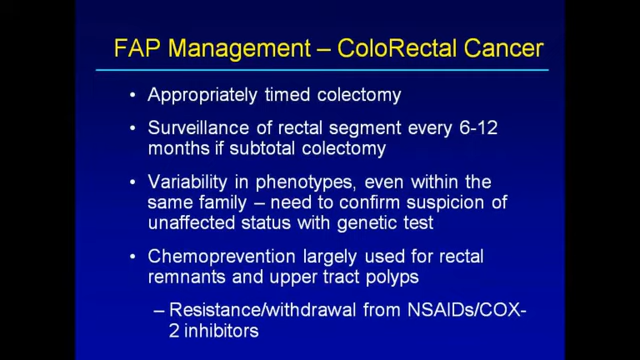 FAP Management – ColoRectal Cancer
• Appropriately timed colectomy
• Surveillance of rectal segment every 6-12
months if subtotal colectomy
• Variability in phenotypes, even within the
same family – need to confirm suspicion of
unaffected status with genetic test
• Chemoprevention largely used for rectal
remnants and upper tract polyps
– Resistance/withdrawal from NSAIDs/COX-
2 inhibitors